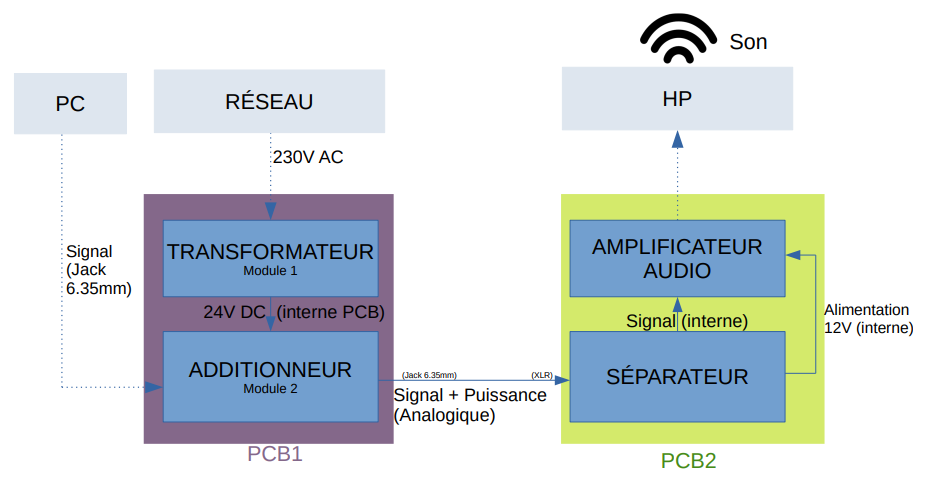 Son
PC
RÉSEAU
HP
230V AC
Signal
(Jack
6.35mm)
TRANSFORMATEUR
Module 1
24V DC (interne PCB)
ADDITIONNEUR
Module 2
PCB1
(Jack 6.35mm) (XLR)
Signal + Puissance
(Analogique)
AMPLIFICATEUR
AUDIO
Signal (interne)
Alimentation
12V (interne)
SÉPARATEUR
PCB2